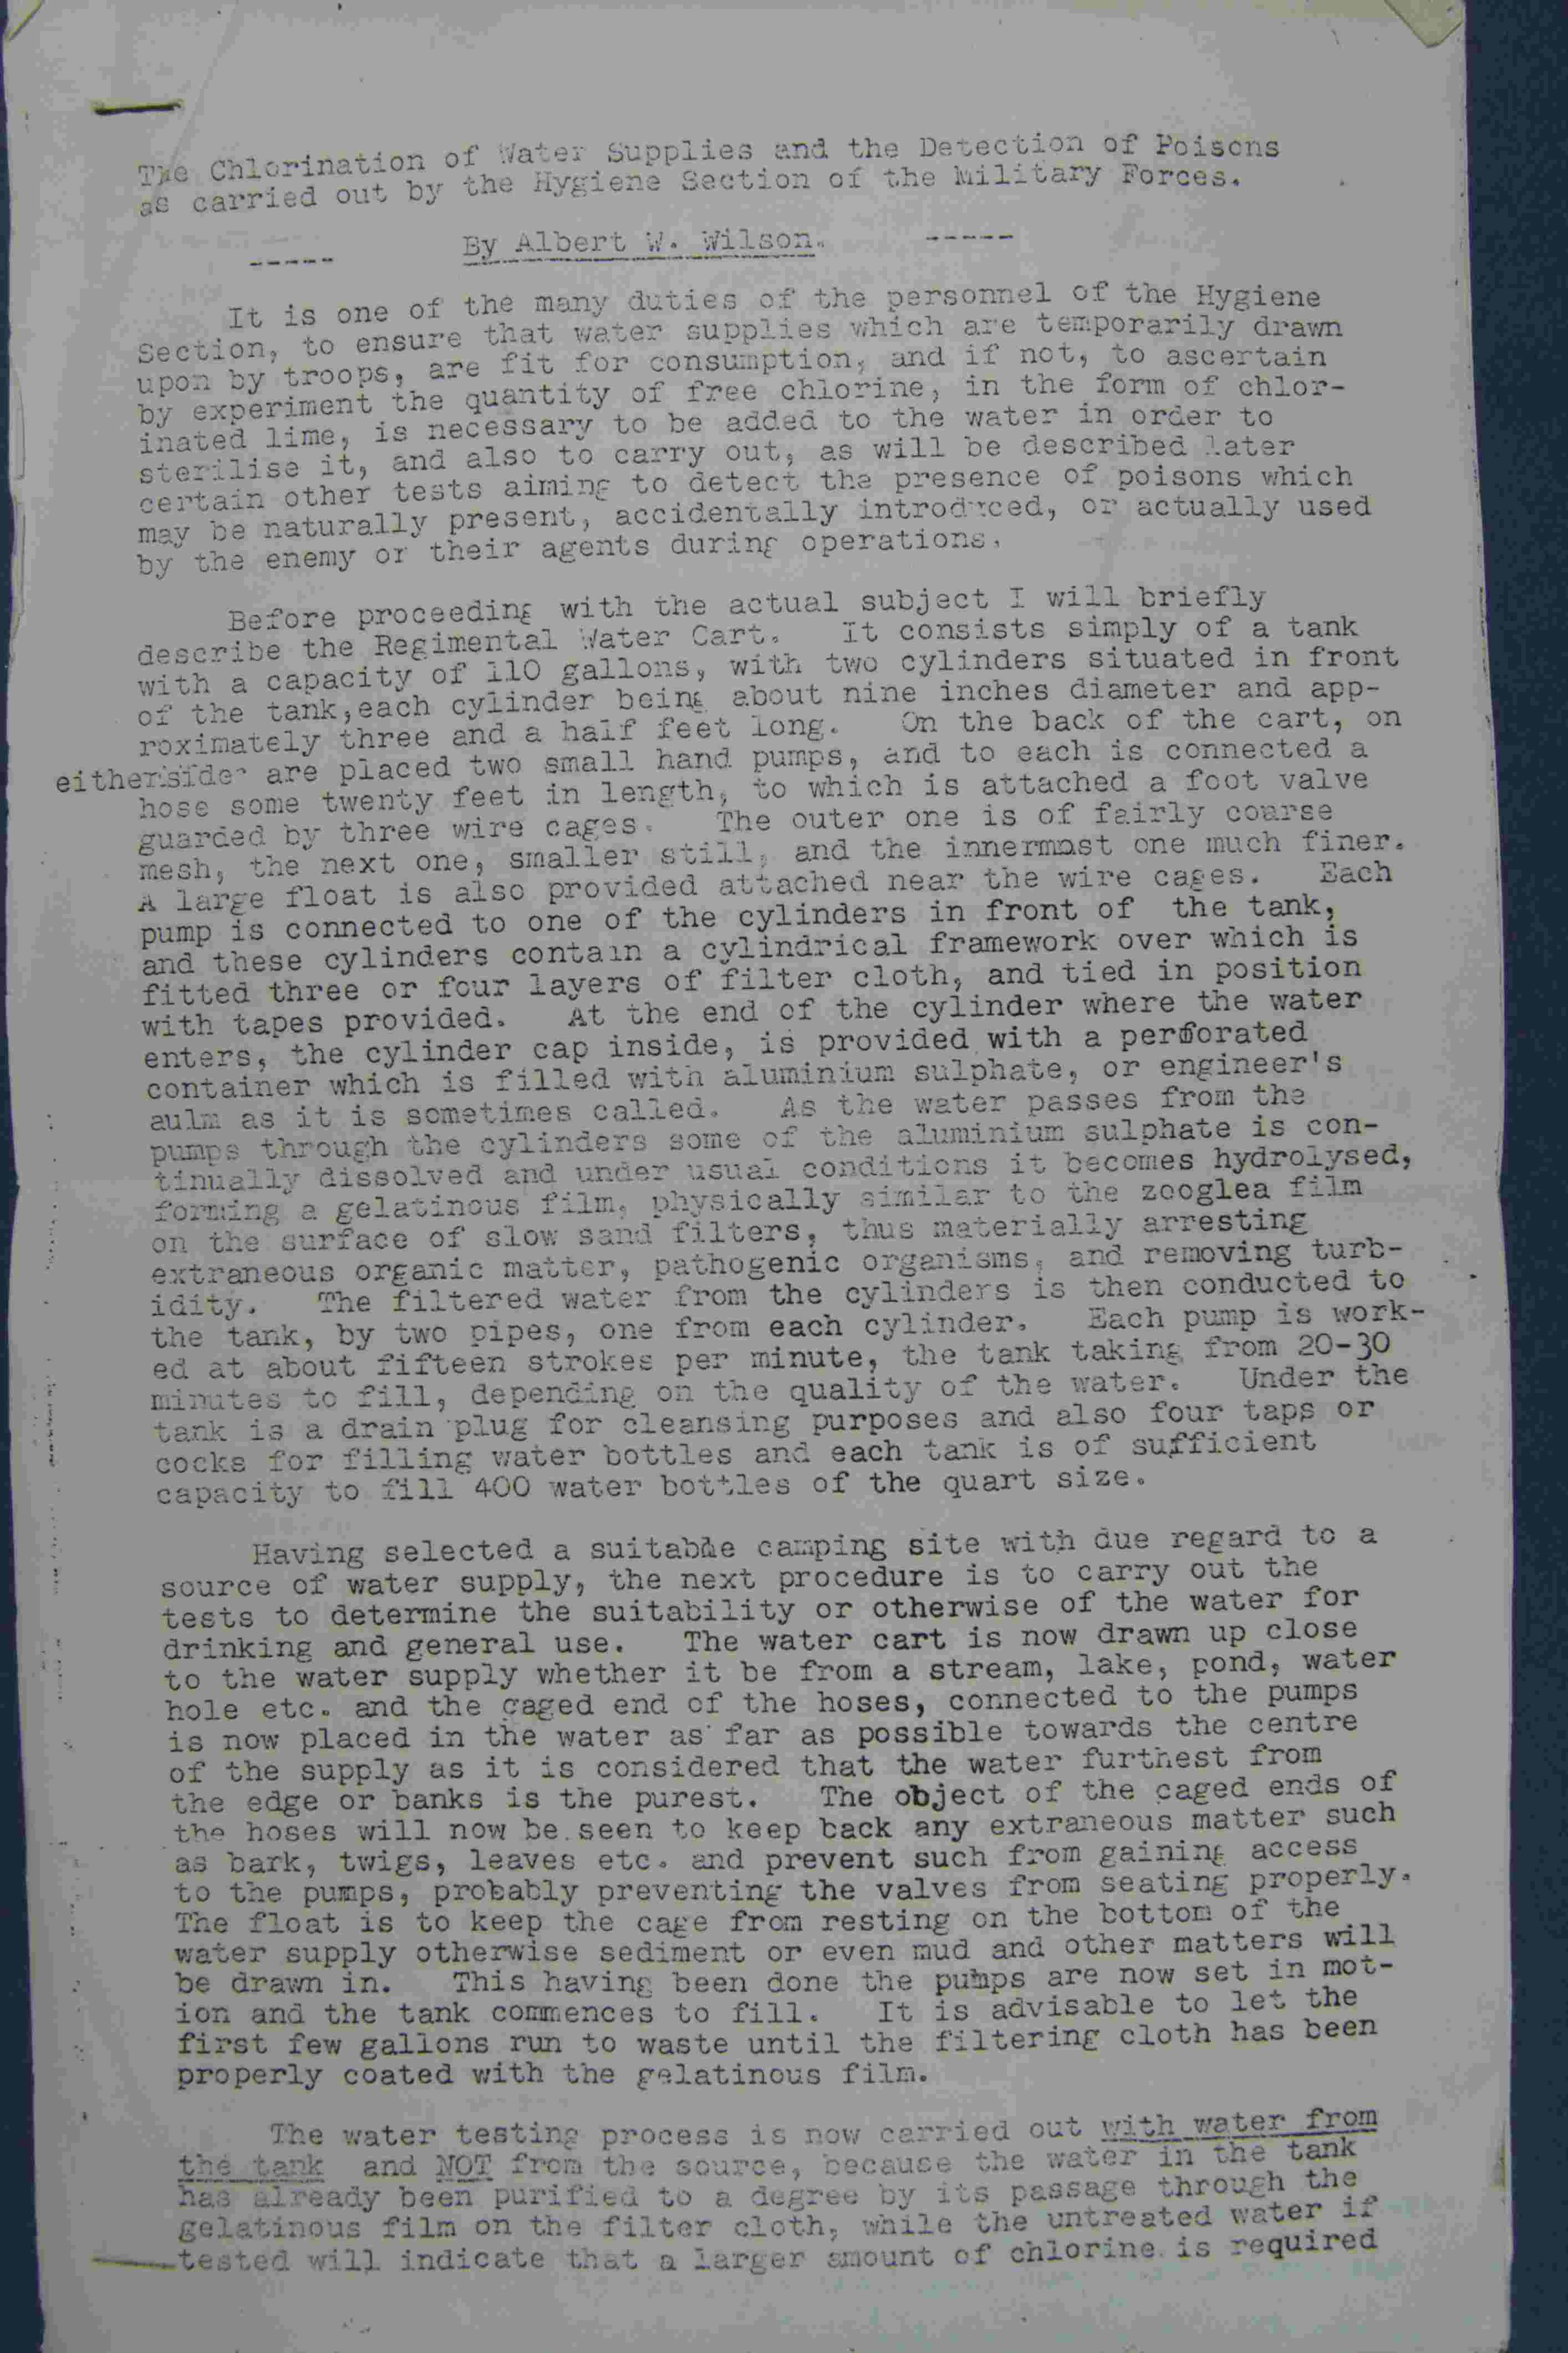 The Chlorination of Water Supplies and the Detection of Poisons
as carried out by the Hygiene Section of the Military Forces.
----- By Albert W. Wilson. -----
It is one of the many duties of the personnel of the Hygiene
Section, to ensure that water supplies which are temporarily drawn
upon by troops, are fit for consumption, and if not, to ascertain
by experiment the quantity of free chlorine, in the form of chlor-
inated lime, is necessary to be added to the water in order to
sterilise it, and also to carry out, as will be described later
certain other tests aiming to detect the presence of poisons which
may be naturally present, accidentally introduced, or actually used
by the enemy or their agents during operations.
Before proceeding with the actual subject I will briefly
describe the Regimental Water Cart. It consists simply of a tank
with a capacity of 110 gallons, with two cylinders situated in front
of the tank,each cylinder being about nine inches diameter and app-
roximately three and a half feet long. On the back of the cart, on
either side are placed two small hand pumps, and to each is connected a
hose some twenty feet in length, to which is attached a foot valve
guarded by three wire cages. The outer one is of fairly course
mesh, the next one, smaller still, and the innermost one much finer.
A large float is also provided attached near the wire cages. Each
pump is connected to one of the cylinders in front of the tank,
and these cylinders contain a cylindrical framework over which is
fitted three or four layers of filter cloth, and tied in position
with tapes provided. At the end of the cylinder where the water
enters, the cylinder cap inside, is provided with a perforated
container which is filled with aluminium sulphate, or engineer's
aulm as it is sometimes called. As the water passes from the
pumps through the cylinders some of the aluminium sulphate is con-
tinually dissolved and under usual conditions it becomes hydrolysed,
forming a gelatinous film, physically similar to the zooglea film
on the surface of slow sand filters, thus materially arresting
extraneous organic matter, pathogenic organisms, and removing turb-
idity. The filtered water from the cylinders is then conducted to
the tank, by two pipes, one from each cylinder. Each pump is work-
ed at about fifteen strokes per minute, the tank taking from 20-30
minutes to fill, depending on the quality of the water. Under the
tank is a drain plug for cleansing purposes and also four taps or
cocks for filling water bottles and each tank is of sufficient
capacity to fill 400 water bottles of the quart size.
Having selected a suitable camping site with due regard to a
source of water supply, the next procedure is to carry out the
tests to determine the suitability or otherwise of the water for
drinking and general use. The water cart is now drawn up close
to the water supply whether it be from a stream, lake, pond, water
hole etc. and the caged end of the hoses, connected to the pumps
is now placed in the water as far as possible towards the centre
of the supply as it is considered that the water furthest from
the edge or banks is the purest. The object of the caged ends of
the hoses will now be seen to keep back any extraneous matter such
as bark, twigs, leaves etc. and prevent such from gaining access
to the pumps, probably preventing the valves from seating properly.
The float is to keep the cage from resting on the bottom of the
water supply otherwise sediment or even mud and other matters will
be drawn in. This having been done the pumps are now set in mot-
ion and the tank commences to fill. It is advisable to let the
first few gallons run to waste until the filtering cloth has been
properly coated with the gelatinous film.
The water testing process is now carried out with water from
the tank and NOT from the source, because the water in the tank
has already been purified to a degree by its passage through the
gelatinous film on the filter cloth, while the untreated water if
tested will indicate that a larger amount of chlorine is required